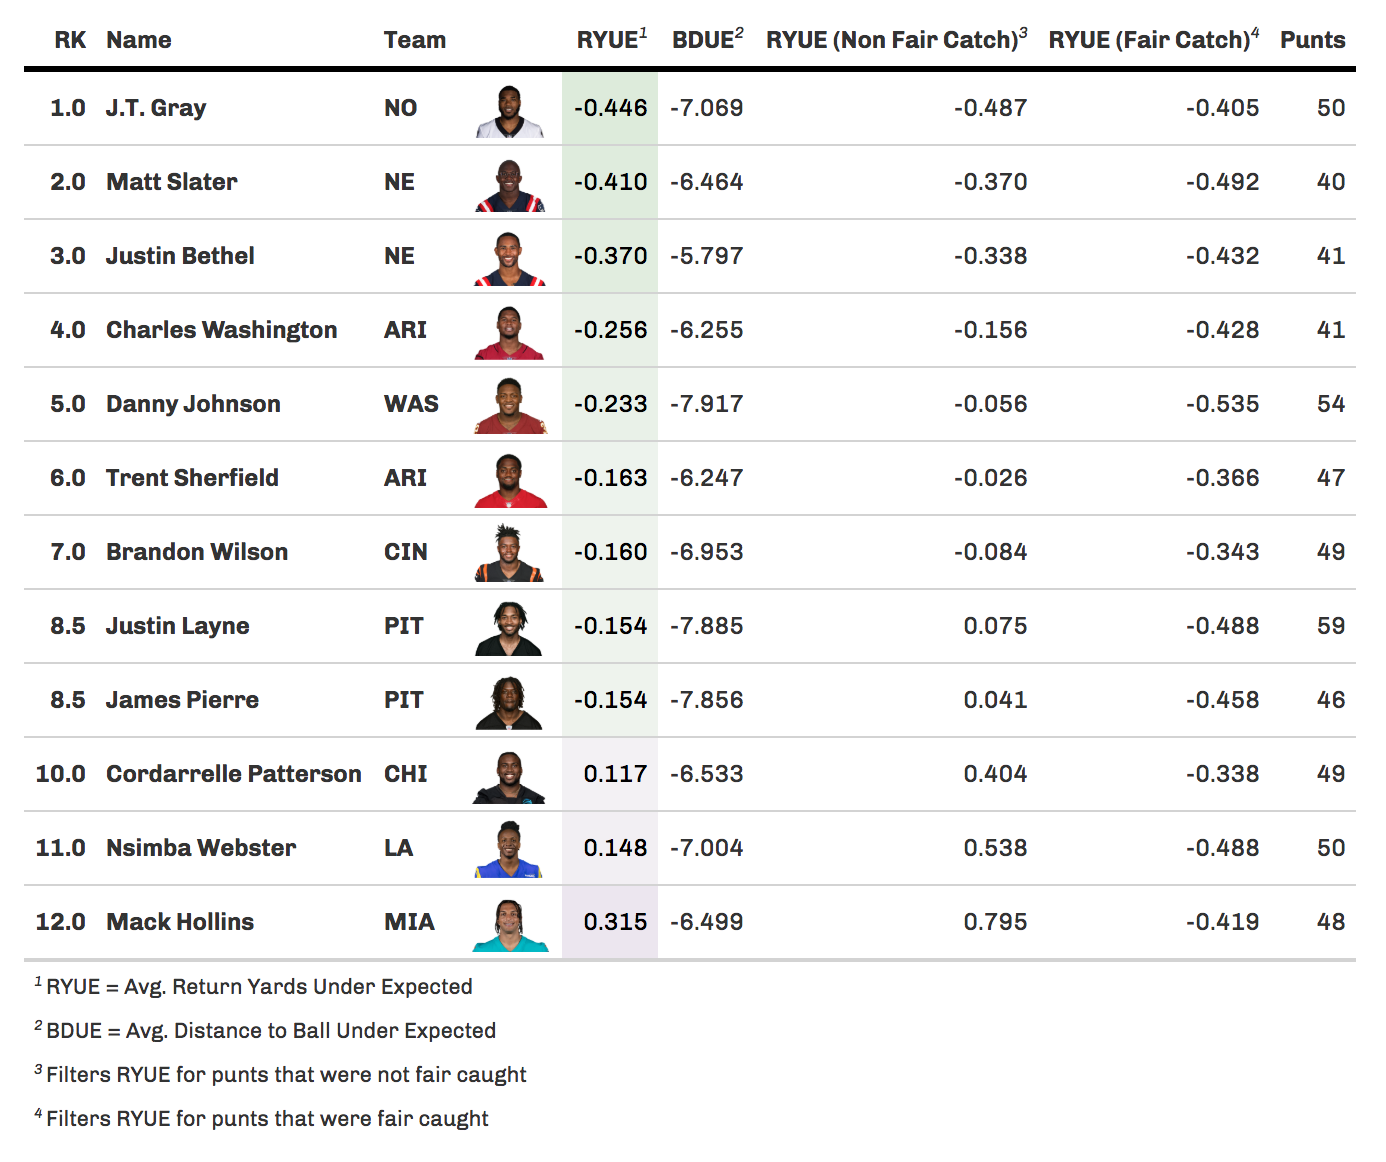 RK Name Team RYUE1 BDUE2 RYUE (Non Fair Catch)3 RYUE (Fair Catch)4 Punts
1.0 J.T. Gray NO -0.446 -7.069 -0.487 -0.405 50
2.0 Matt Slater NE -0.410 -6.464 -0.370 -0.492 40
3.0 Justin Bethel NE -0.370 -5.797 -0.338 -0.432 41
4.0 Charles Washington ARI -0.256 -6.255 -0.156 -0.428 41
5.0 Danny Johnson WAS -0.233 -7.917 -0.056 -0.535 54
6.0 Trent Sherfield ARI -0.163 -6.247 -0.026 -0.366 47
7.0 Brandon Wilson CIN -0.160 -6.953 -0.084 -0.343 49
8.5 Justin Layne PIT -0.154 -7.885 0.075 -0.488 59
8.5 James Pierre PIT -0.154 -7.856 0.041 -0.458 46
10.0 Cordarrelle Patterson CHI 0.117 -6.533 0.404 -0.338 49
11.0 Nsimba Webster LA 0.148 -7.004 0.538 -0.488 50
12.0 Mack Hollins MIA 0.315 -6.499 0.795 -0.419 48
1 RYUE = Avg. Return Yards Under Expected
2 BDUE = Avg. Distance to Ball Under Expected
3 Filters RYUE for punts that were not fair caught
4 Filters RYUE for punts that were fair caught